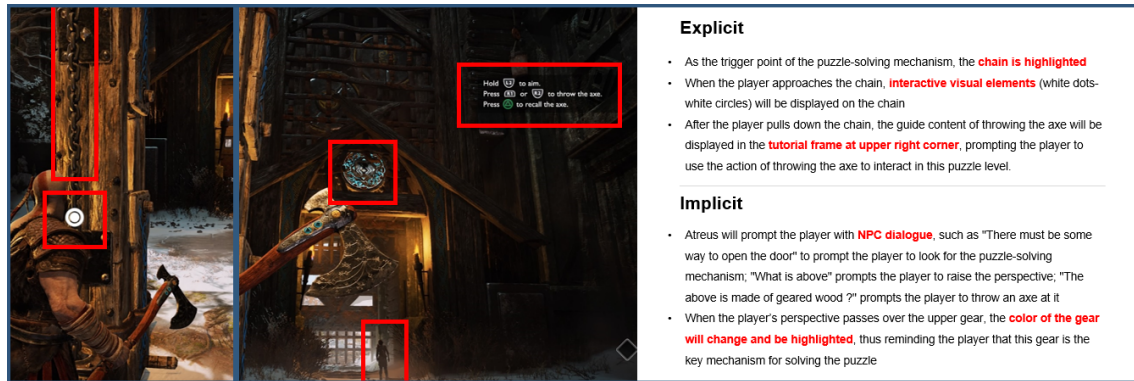 Hold L2 to aim.
Press R1 or R2 to throw the axe.
Press △ to recall the axe.
Explicit
• As the trigger point of the puzzle-solving mechanism, the chain is highlighted
• When the player approaches the chain, interactive visual elements (white dots-
white circles) will be displayed on the chain
• After the player pulls down the chain, the guide content of throwing the axe will be
displayed in the tutorial frame at upper right corner, prompting the player to
use the action of throwing the axe to interact in this puzzle level.
Implicit
• Atreus will prompt the player with NPC dialogue, such as "There must be some
way to open the door" to prompt the player to look for the puzzle-solving
mechanism; "What is above" prompts the player to raise the perspective; "The
above is made of geared wood ?" prompts the player to throw an axe at it
• When the player's perspective passes over the upper gear, the color of the gear
will change and be highlighted, thus reminding the player that this gear is the
key mechanism for solving the puzzle